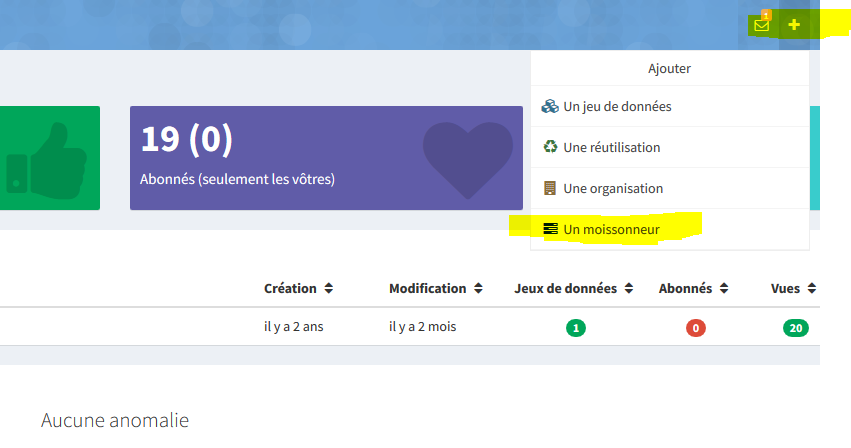 1
Ajouter
Un jeu de données
Une réutilisation
Une organisation
Un moissonneur
19 (0)
Abonnés (seulement les vôtres)
Création Modification Jeux de données Abonnés Vues
il y a 2 ans il y a 2 mois 1 0 20
Aucune anomalie